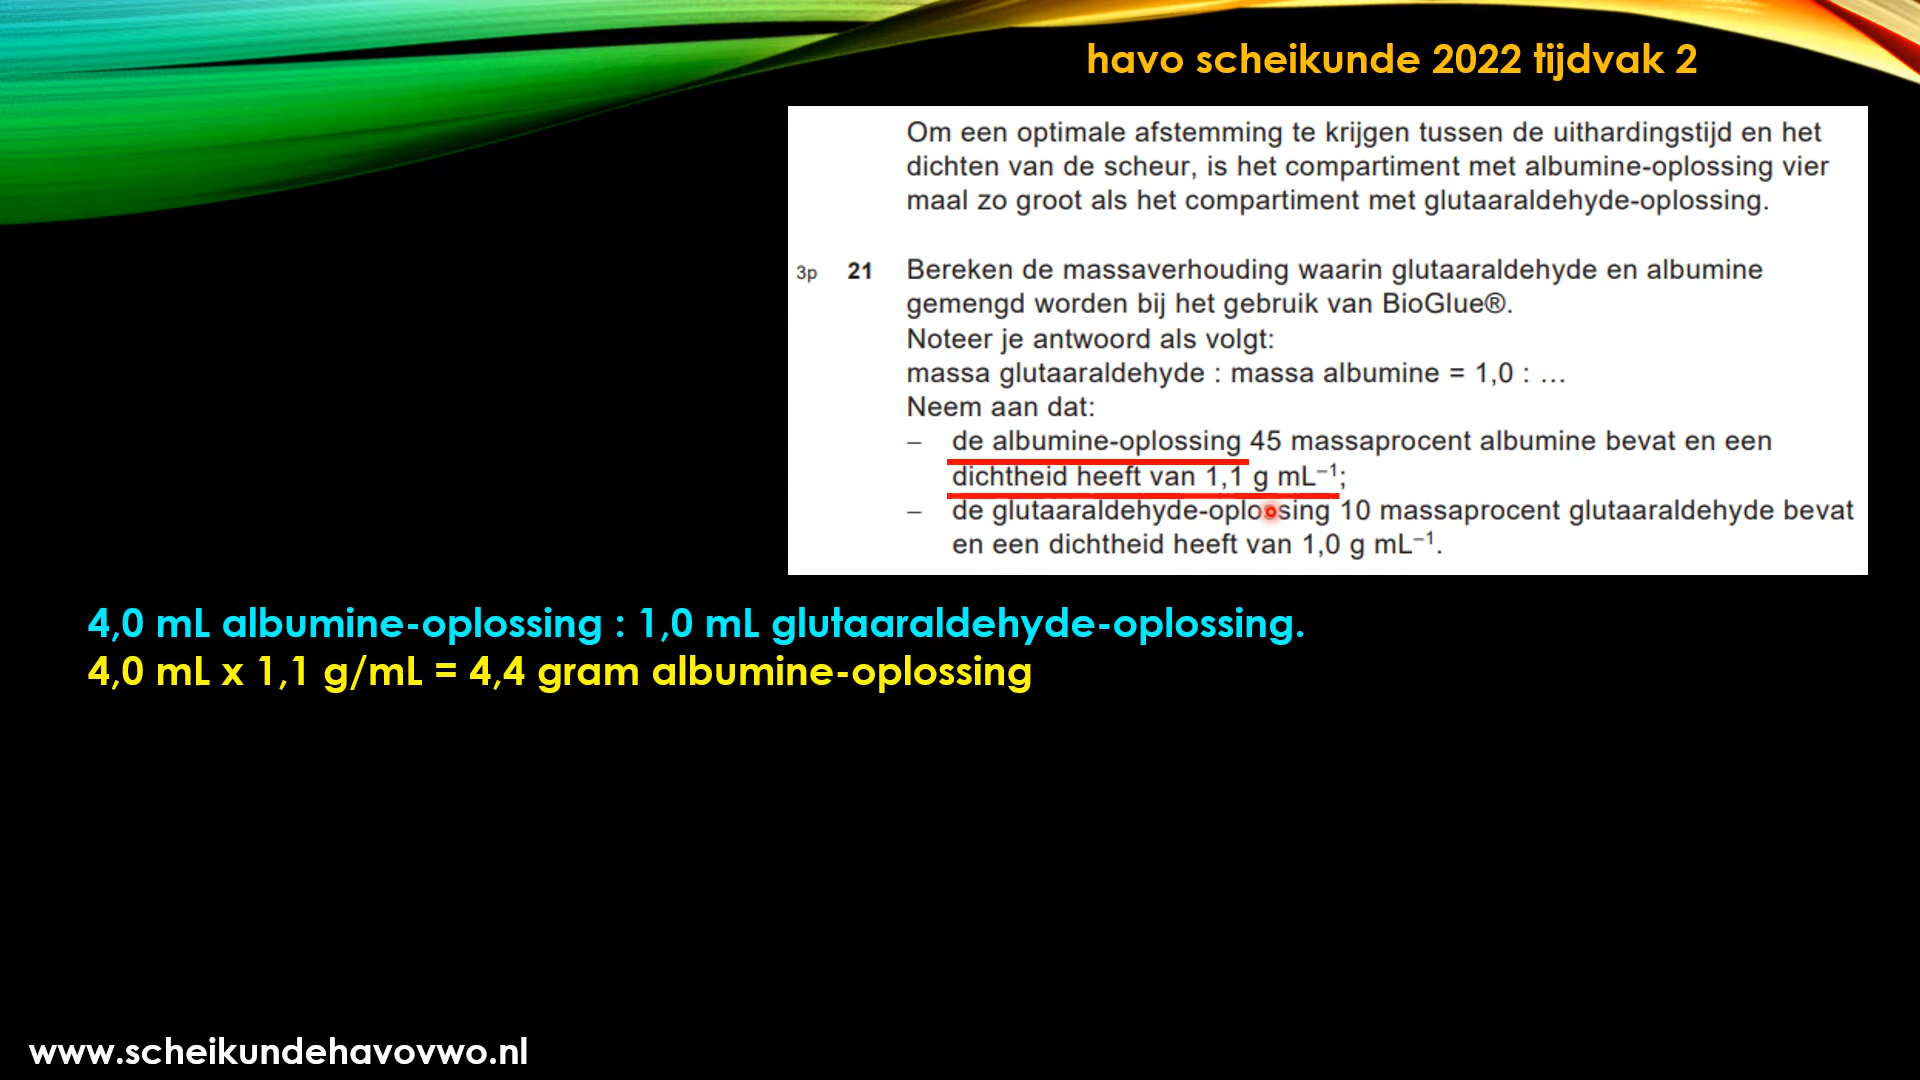 havo scheikunde 2022 tijdvak 2
Om een optimale afstemming te krijgen tussen de uithardingstijd en het
dichten van de scheur, is het compartiment met albumine-oplossing vier
maal zo groot als het compartiment met glutaaraldehyde-oplossing.
3p 21 Bereken de massaverhouding waarin glutaaraldehyde en albumine
gemengd worden bij het gebruik van BioGlue®.
Noteer je antwoord als volgt:
massa glutaaraldehyde : massa albumine = 1,0 : …
Neem aan dat:
– de albumine-oplossing 45 massaprocent albumine bevat en een
dichtheid heeft van 1,1 g mL⁻¹;
– de glutaaraldehyde-oplossing 10 massaprocent glutaaraldehyde bevat
en een dichtheid heeft van 1,0 g mL⁻¹.
4,0 mL albumine-oplossing : 1,0 mL glutaaraldehyde-oplossing.
4,0 mL x 1,1 g/mL = 4,4 gram albumine-oplossing
www.scheikundehavovwo.nl